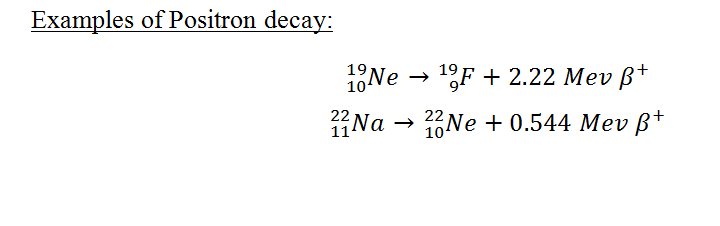 Examples of Positron decay:
¹⁹₁₀Ne → ¹⁹₉F + 2.22 Mev β⁺
²²₁₁Na → ²²₁₀Ne + 0.544 Mev β⁺